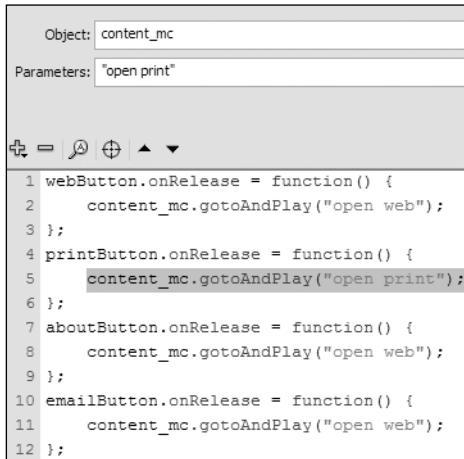 Object: content_mc
Parameters: "open print"
1 webButton.onRelease = function() {
2 content_mc.gotoAndPlay("open web");
3 };
4 printButton.onRelease = function() {
5 content_mc.gotoAndPlay("open print");
6 };
7 aboutButton.onRelease = function() {
8 content_mc.gotoAndPlay("open web");
9 };
10 emailButton.onRelease = function() {
11 content_mc.gotoAndPlay("open web");
12 };